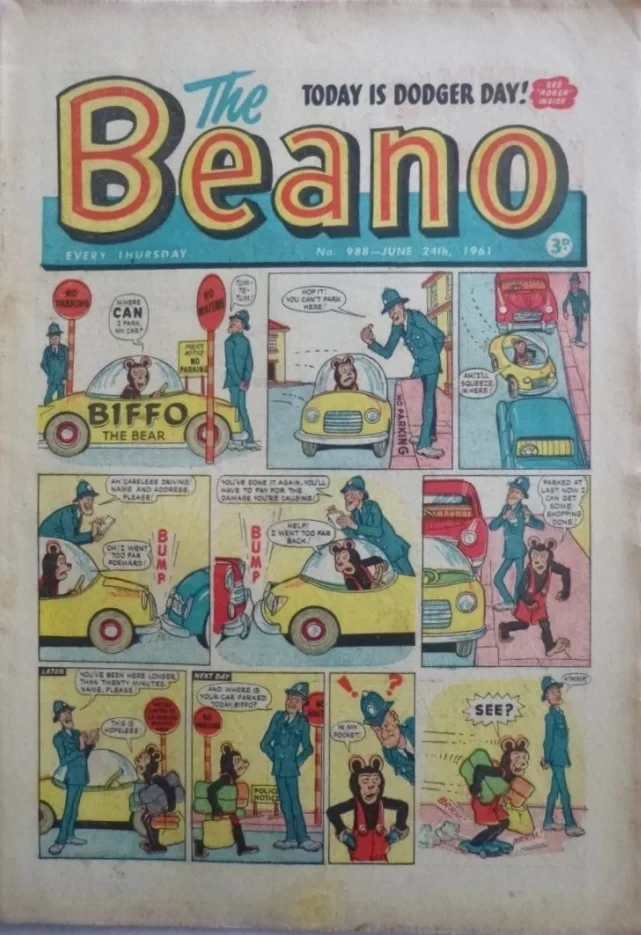 The
Beano
TODAY IS DODGER DAY!
SEE
"ROGER"
INSIDE
EVERY THURSDAY
No. 988—JUNE 24th, 1961
3D
NO
PARKING
WHERE
CAN
I PARK
MY CAR?
NO
WAITING
TUM-
TE-
TUM!
POLICE
NOTICE
NO
PARKING
BIFFO
THE BEAR
HOP IT!
YOU CAN'T PARK
HERE!
NO PARKING
AH! I'LL
SQUEEZE
IN HERE!
AH! CARELESS DRIVING.
NAME AND ADDRESS,
PLEASE!
OH! I WENT
TOO FAR
FORWARD!
BUMP
YOU'VE DONE IT AGAIN. YOU'LL
HAVE TO PAY FOR THE
DAMAGE YOU'RE CAUSING!
HELP!
I WENT TOO FAR
BACK!
BUMP
PARKED AT
LAST! NOW I
CAN GET
SOME
SHOPPING
DONE!
LATER
YOU'VE BEEN HERE LONGER
THAN TWENTY MINUTES.
NAME, PLEASE!
THIS IS
HOPELESS!
NEXT DAY
AND WHERE IS
YOUR CAR PARKED
TODAY, BIFFO?
NO
PARKING
NO
POLICE
NOTICE
! ?
IN MY
POCKET!
SEE?